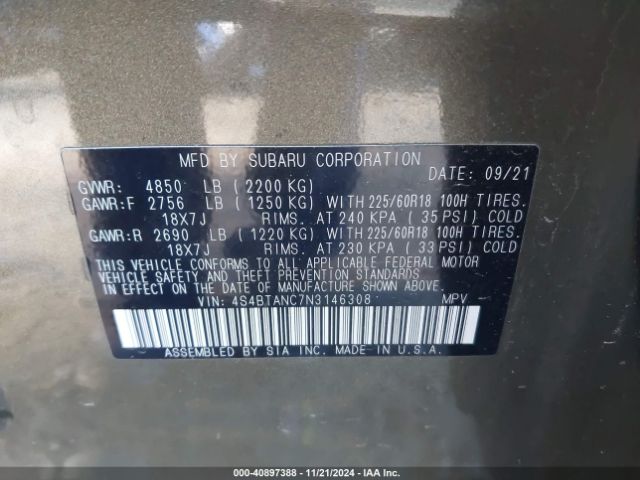 MFD BY SUBARU CORPORATION
DATE: 09/21
GVWR: 4850 LB (2200 KG)
GAWR:F 2756 LB (1250 KG) WITH 225/60R18 100H TIRES.
18X7J RIMS. AT 240 KPA (35 PSI) COLD
GAWR:R 2690 LB (1220 KG) WITH 225/60R18 100H TIRES.
18X7J RIMS. AT 230 KPA (33 PSI) COLD
THIS VEHICLE CONFORMS TO ALL APPLICABLE FEDERAL MOTOR
VEHICLE SAFETY AND THEFT PREVENTION STANDARDS
IN EFFECT ON THE DATE OF MANUFACTURE SHOWN ABOVE.
VIN: 4S4BTANC7N3146308 MPV
ASSEMBLED BY SIA INC. MADE IN U.S.A.
000-40897388 - 11/21/2024 - IAAI.COM